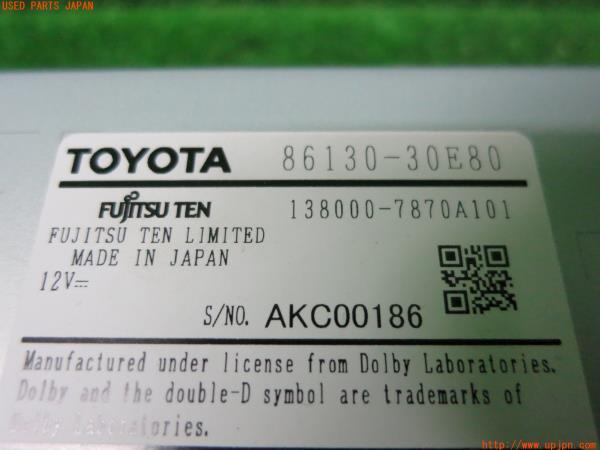 USED PARTS JAPAN
TOYOTA 86130-30E80
FUJITSU TEN 138000-7870A101
FUJITSU TEN LIMITED
MADE IN JAPAN
12V⎓
S/NO. AKC00186
Manufactured under license from Dolby Laboratories.
Dolby and the double-D symbol are trademarks of
Dolby Laboratories.
http://www.upjpn.com